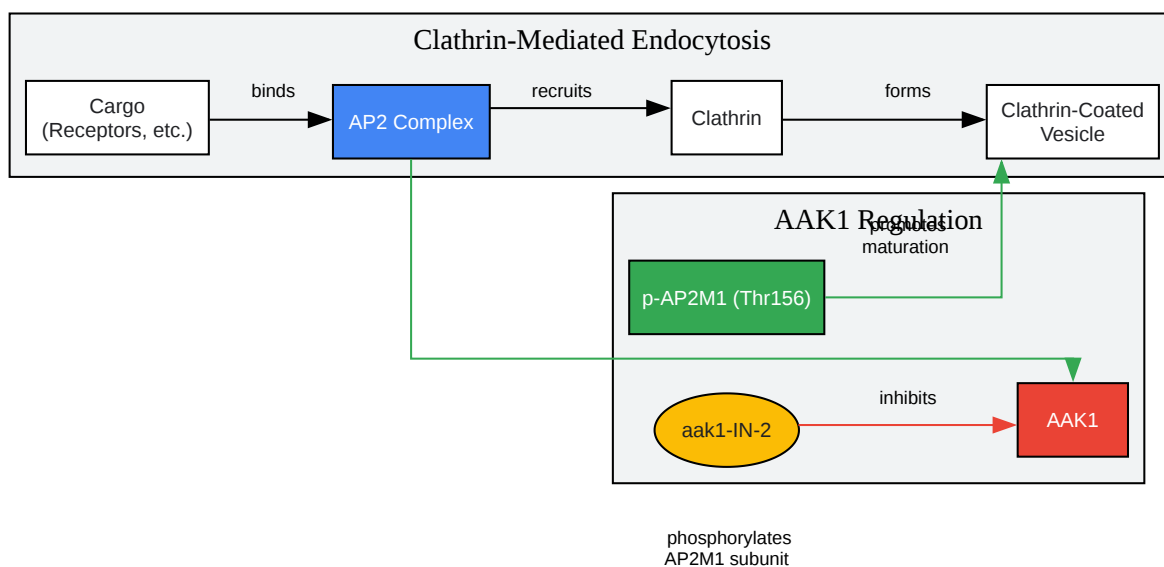 Clathrin-Mediated Endocytosis
Cargo
(Receptors, etc.)
binds
AP2 Complex
recruits
Clathrin
forms
Clathrin-Coated
Vesicle
AAK1 Regulation
promotes
maturation
p-AP2M1 (Thr156)
aak1-IN-2
inhibits
AAK1
phosphorylates
AP2M1 subunit